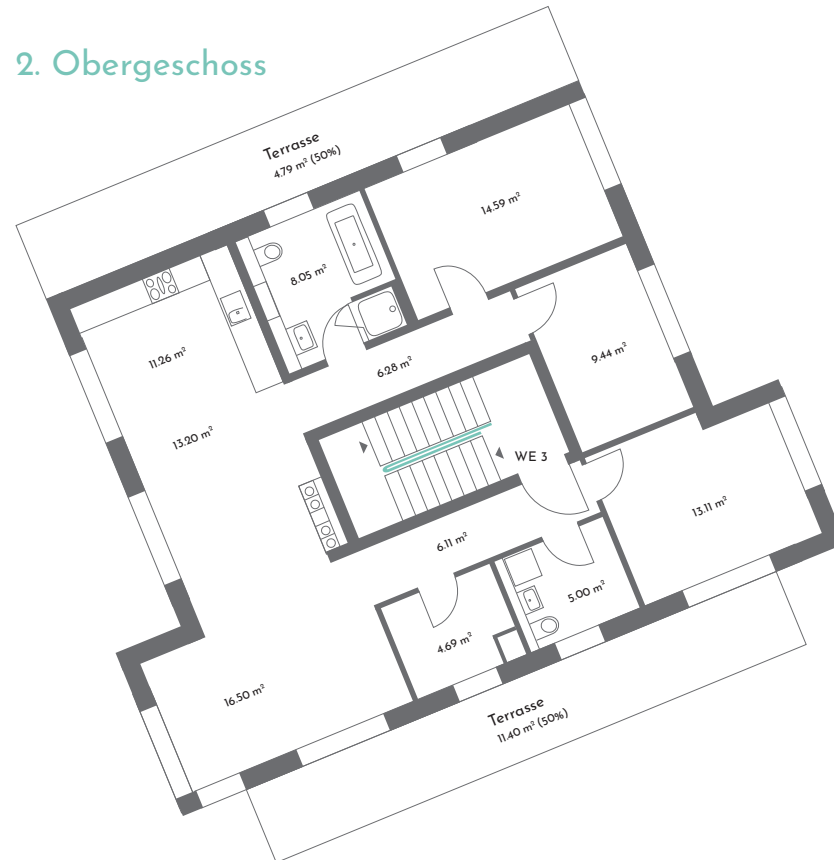 2. Obergeschoss
Terrasse
4.79 m² (50%)
14.59 m²
8.05 m²
11.26 m²
6.28 m²
9.44 m²
13.20 m²
WE 3
13.11 m²
6.11 m²
5.00 m²
4.69 m²
16.50 m²
Terrasse
11.40 m² (50%)